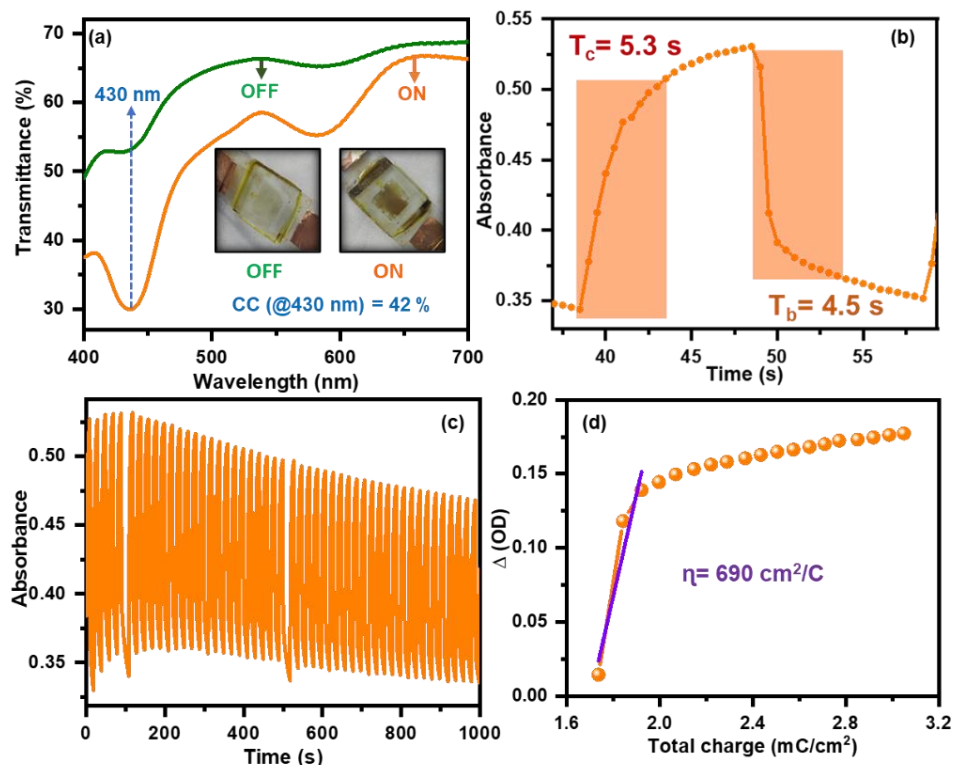 (a)
70
60
50
40
30
Transmittance (%)
430 nm
OFF
ON
OFF
ON
CC (@430 nm) = 42 %
400 500 600 700
Wavelength (nm)
(b)
0.55
0.50
0.45
0.40
0.35
Absorbance
Tc= 5.3 s
Tb= 4.5 s
40 45 50 55
Time (s)
(c)
0.50
0.45
0.40
0.35
Absorbance
0 200 400 600 800 1000
Time (s)
(d)
0.20
0.15
0.10
0.05
0.00
Δ (OD)
η= 690 cm²/C
1.6 2.0 2.4 2.8 3.2
Total charge (mC/cm²)